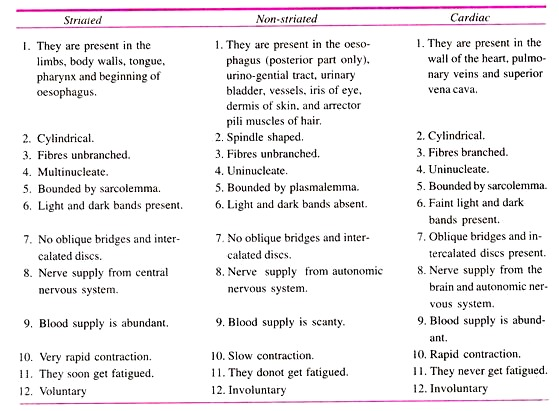 Striated
Non-striated
Cardiac
1. They are present in the
limbs, body walls, tongue,
pharynx and beginning of
oesophagus.
1. They are present in the oeso-
phagus (posterior part only),
urino-gential tract, urinary
bladder, vessels, iris of eye,
dermis of skin, and arrector
pili muscles of hair.
1. They are present in the
wall of the heart, pulmo-
nary veins and superior
vena cava.
2. Cylindrical.
2. Spindle shaped.
2. Cylindrical.
3. Fibres unbranched.
3. Fibres unbranched.
3. Fibres branched.
4. Multinucleate.
4. Uninucleate.
4. Uninucleate.
5. Bounded by sarcolemma.
5. Bounded by plasmalemma.
5. Bounded by sarcolemma.
6. Light and dark bands present.
6. Light and dark bands absent.
6. Faint light and dark
bands present.
7. No oblique bridges and inter-
calated discs.
7. No oblique bridges and inter-
calated discs.
7. Oblique bridges and in-
tercalated discs present.
8. Nerve supply from central
nervous system.
8. Nerve supply from autonomic
nervous system.
8. Nerve supply from the
brain and autonomic ner-
vous system.
9. Blood supply is abundant.
9. Blood supply is scanty.
9. Blood supply is abund-
ant.
10. Very rapid contraction.
10. Slow contraction.
10. Rapid contraction.
11. They soon get fatigued.
11. They donot get fatigued.
11. They never get fatigued.
12. Voluntary
12. Involuntary
12. Involuntary